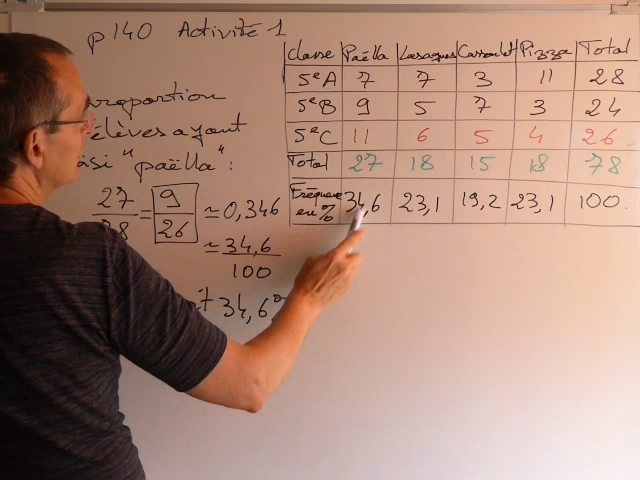 p140 Activité 1
Classe Paëlla Lasagnes Cassoulet Pizza Total
5eA 7 7 3 11 28
5eB 9 5 7 3 24
5eC 11 6 5 4 26
Total 27 18 15 18 78
Fréquence en % 34,6 23,1 19,2 23,1 100
élèves ayant
"paëlla" :
27/78 = 9/26 ≃ 0,346
≃ 34,6/100
34,6%